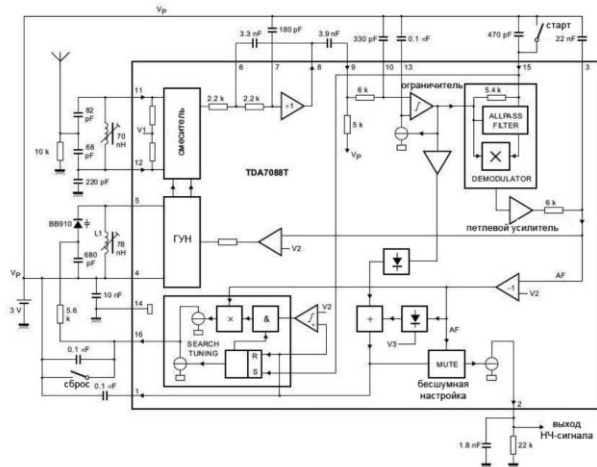 VP
180 pF
3.3 nF
3.9 nF
330 pF
0.1 мF
470 pF
старт
22 nF
6
7
8
9
10
13
15
3
11
82 pF
70 nH
V1
68 pF
10 k
12
220 pF
смеситель
2.2 k
2.2 k
+1
6 k
5 k
VP
ограничитель
5.4 k
ALLPASS FILTER
DEMODULATOR
TDA7088T
5
BB910
L1
78 nH
680 pF
ГУН
V2
петлевой усилитель
6 k
VP
4
3 V
10 nF
14
5.6 k
16
0.1 мF
сброс
0.1 мF
1
SEARCH TUNING
×
&
V2
R
S
+
V3
AF
–1
V2
AF
MUTE
бесшумная настройка
2
1.8 nF
22 k
выход НЧ-сигнала